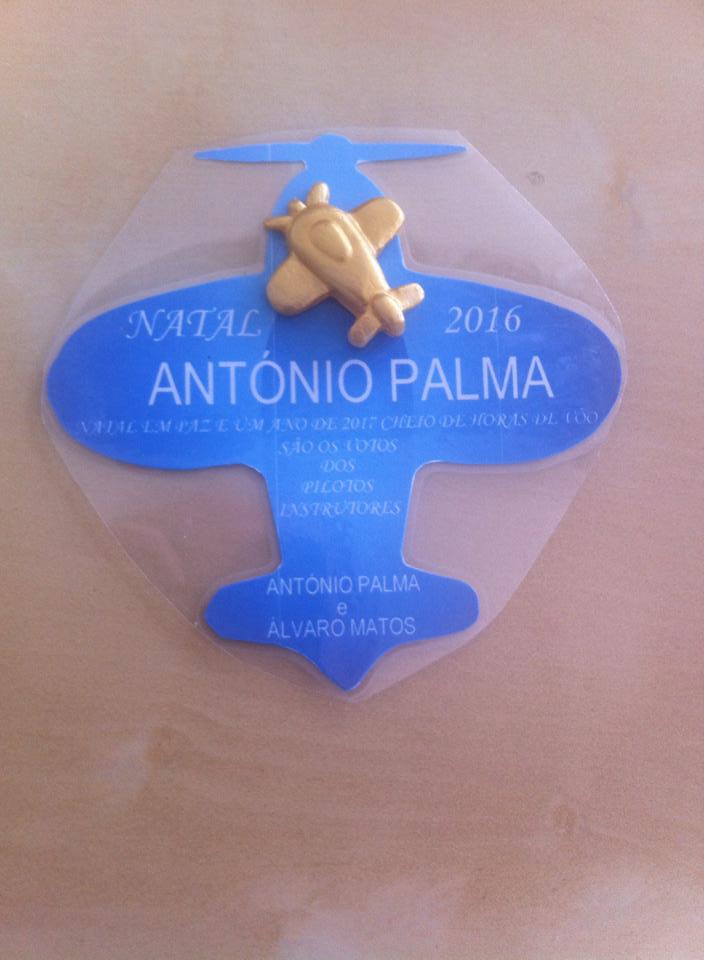 NATAL 2016
ANTÓNIO PALMA
NATAL EM PAZ E UM ANO DE 2017 CHEIO DE HORAS DE VÔO
SÃO OS VOTOS
DOS
PILOTOS
INSTRUTORES
ANTÓNIO PALMA
e
ÁLVARO MATOS